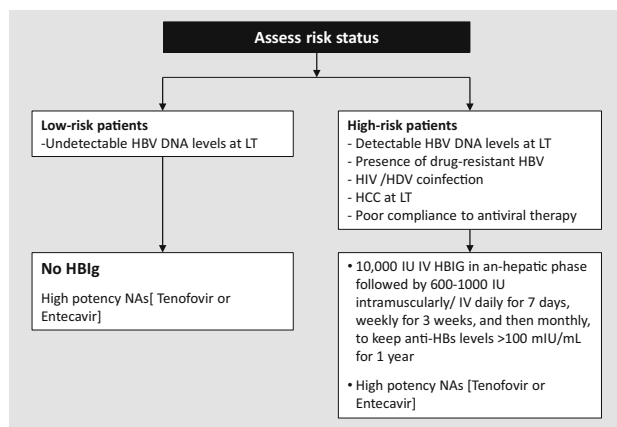 Assess risk status
Low-risk patients
-Undetectable HBV DNA levels at LT
High-risk patients
- Detectable HBV DNA levels at LT
- Presence of drug-resistant HBV
- HIV /HDV coinfection
- HCC at LT
- Poor compliance to antiviral therapy
No HBIg
High potency NAs[ Tenofovir or
Entecavir]
• 10,000 IU IV HBIG in an-hepatic phase
followed by 600-1000 IU
intramuscularly/ IV daily for 7 days,
weekly for 3 weeks, and then monthly,
to keep anti-HBs levels >100 mIU/mL
for 1 year
• High potency NAs [Tenofovir or
Entecavir]